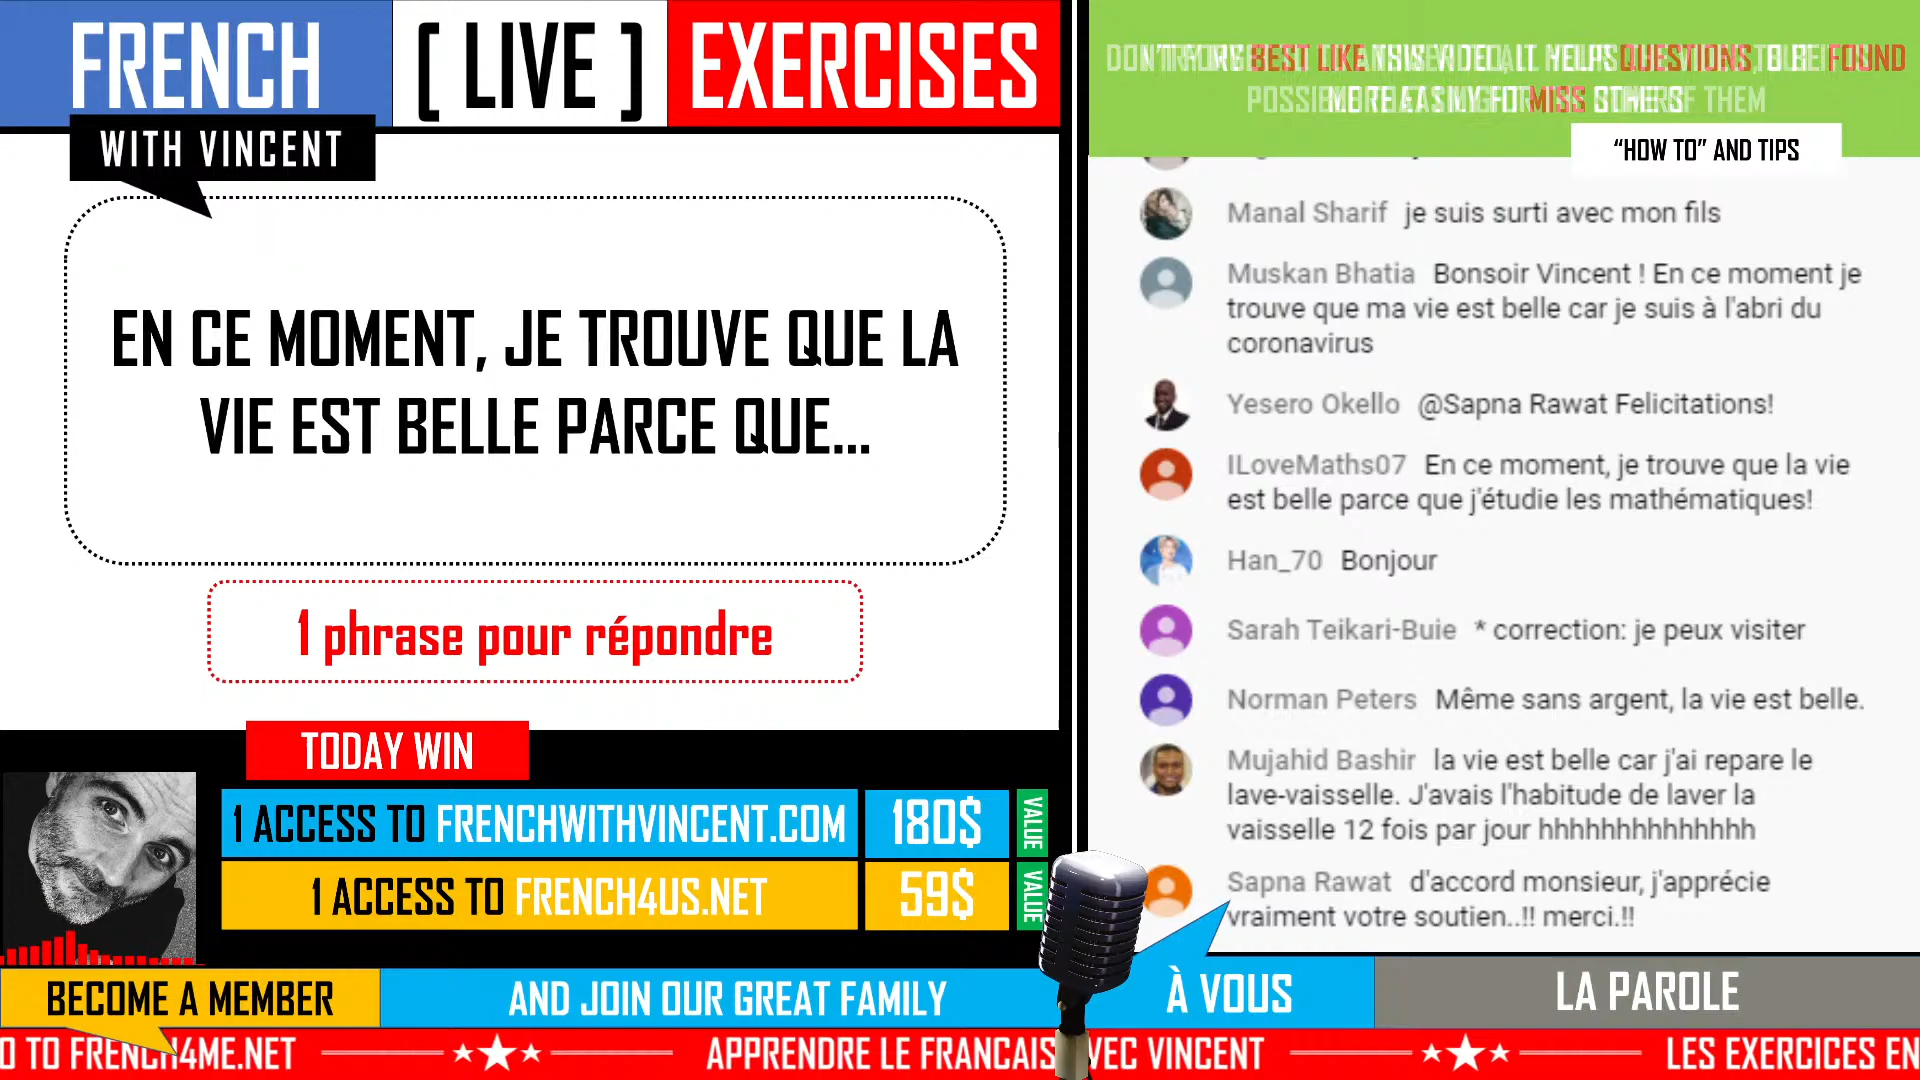 FRENCH
[ LIVE ]
EXERCISES
WITH VINCENT
EN CE MOMENT, JE TROUVE QUE LA
VIE EST BELLE PARCE QUE...
1 phrase pour répondre
TODAY WIN
1 ACCESS TO FRENCHWITHVINCENT.COM 180$ VALUE
1 ACCESS TO FRENCH4US.NET 59$ VALUE
BECOME A MEMBER
AND JOIN OUR GREAT FAMILY
"HOW TO" AND TIPS
Manal Sharif je suis surti avec mon fils
Muskan Bhatia Bonsoir Vincent ! En ce moment je
trouve que ma vie est belle car je suis à l'abri du
coronavirus
Yesero Okello @Sapna Rawat Felicitations!
ILoveMaths07 En ce moment, je trouve que la vie
est belle parce que j'étudie les mathématiques!
Han_70 Bonjour
Sarah Teikari-Buie * correction: je peux visiter
Norman Peters Même sans argent, la vie est belle.
Mujahid Bashir la vie est belle car j'ai repare le
lave-vaisselle. J'avais l'habitude de laver la
vaisselle 12 fois par jour hhhhhhhhhhhhhh
Sapna Rawat d'accord monsieur, j'apprécie
vraiment votre soutien..!! merci.!!
À VOUS
LA PAROLE
O TO FRENCH4ME.NET
APPRENDRE LE FRANCAIS VEC VINCENT
LES EXERCICES EN